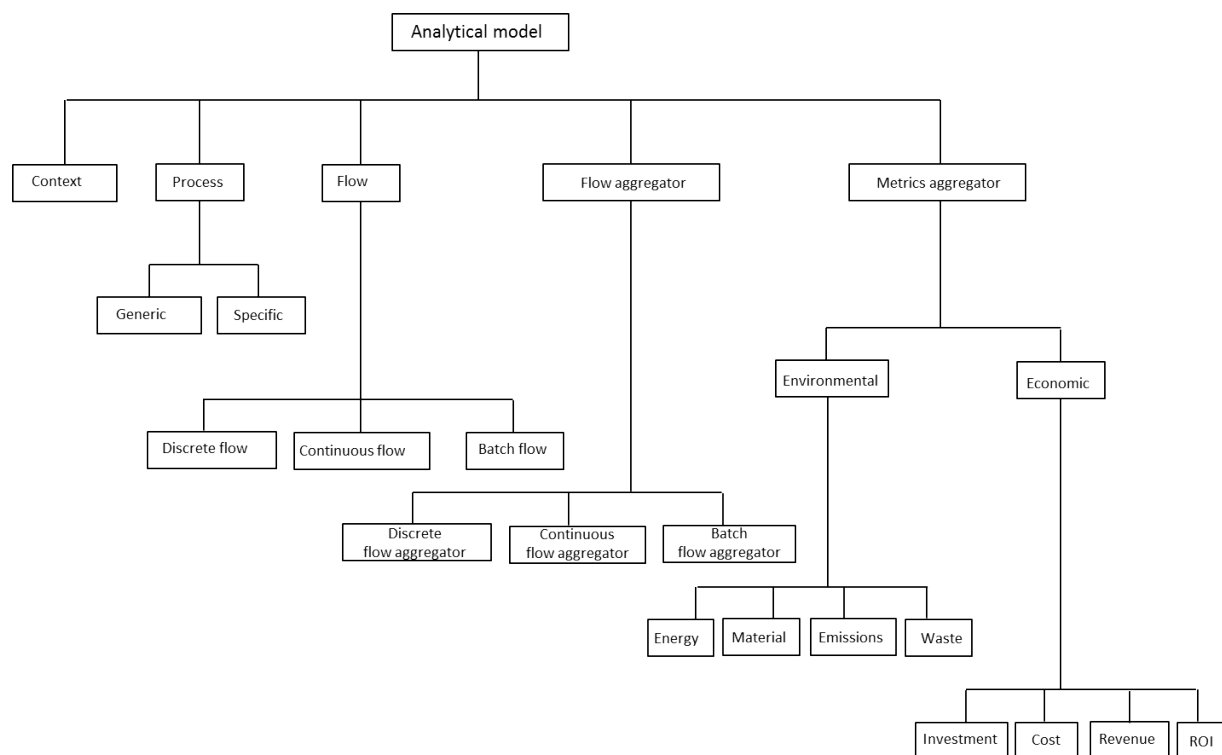 Analytical model
Context
Process
Flow
Flow aggregator
Metrics aggregator
Generic
Specific
Environmental
Economic
Discrete flow
Continuous flow
Batch flow
Discrete
flow aggregator
Continuous
flow aggregator
Batch
flow aggregator
Energy
Material
Emissions
Waste
Investment
Cost
Revenue
ROI